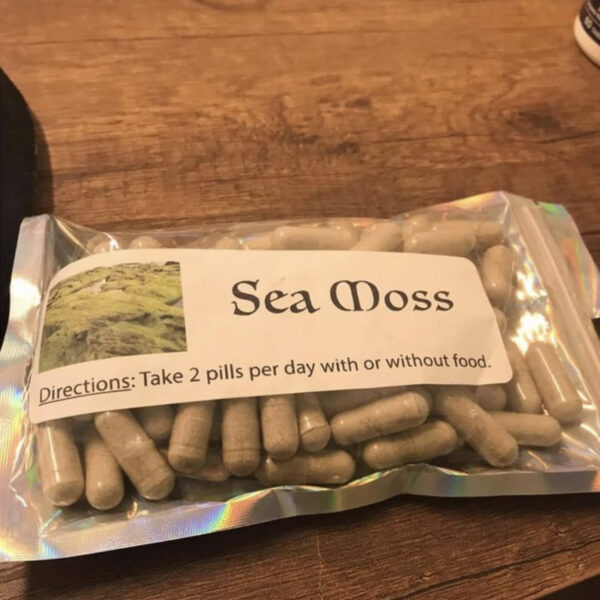 Sea Moss
Directions: Take 2 pills per day with or without food.